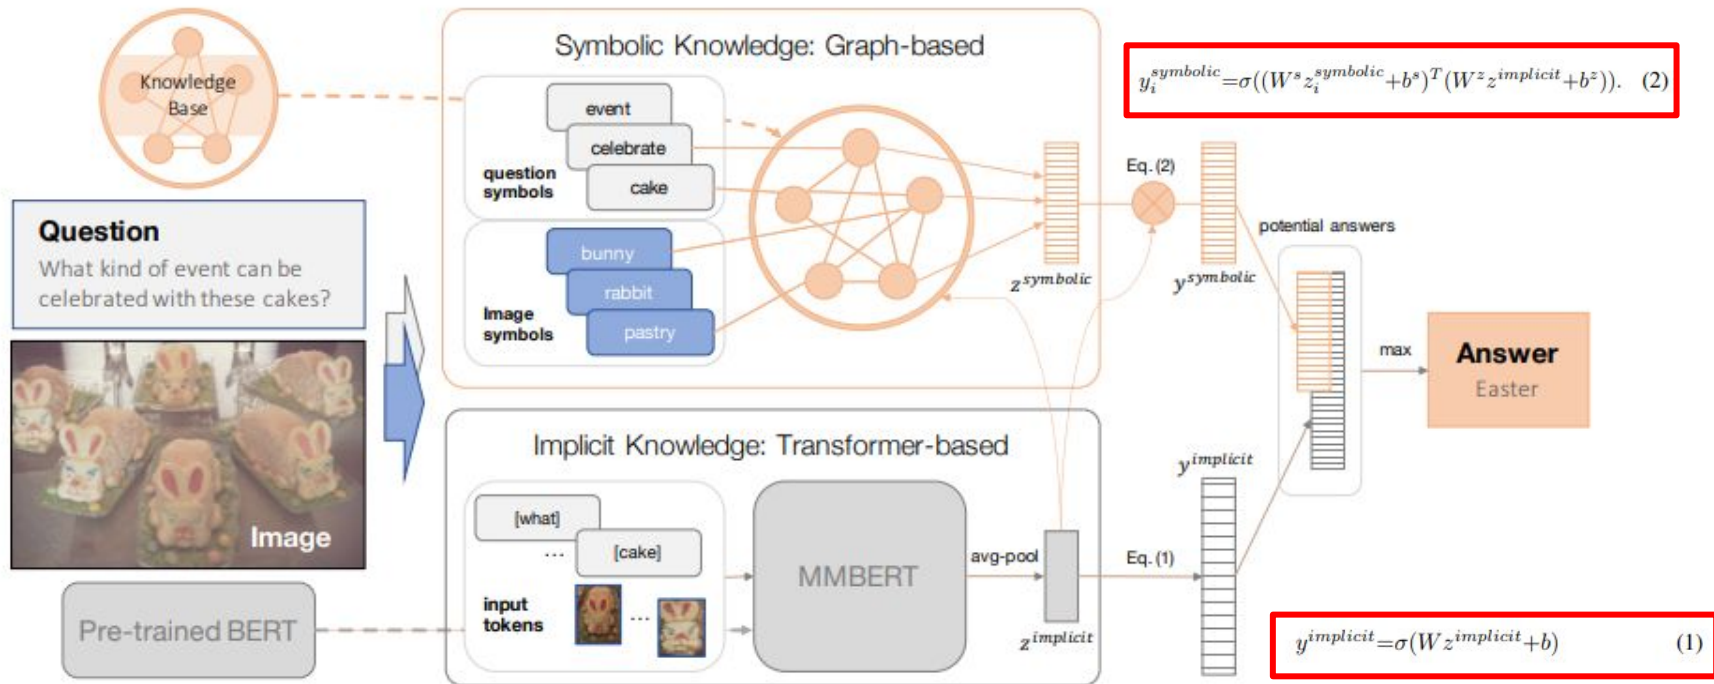 Knowledge
Base
Question
What kind of event can be
celebrated with these cakes?
Image
Pre-trained BERT
Symbolic Knowledge: Graph-based
event
celebrate
cake
question
symbols
bunny
rabbit
pastry
Image
symbols
z^{symbolic}
Eq.(2)
y^{symbolic}
y_i^{symbolic}=σ((W^s z_i^{symbolic}+b^s)^T(W^z z^{implicit}+b^z)). (2)
potential answers
max
Answer
Easter
Implicit Knowledge: Transformer-based
[what]
...
[cake]
input
tokens
...
MMBERT
avg-pool
z^{implicit}
Eq.(1)
y^{implicit}
y^{implicit}=σ(Wz^{implicit}+b) (1)